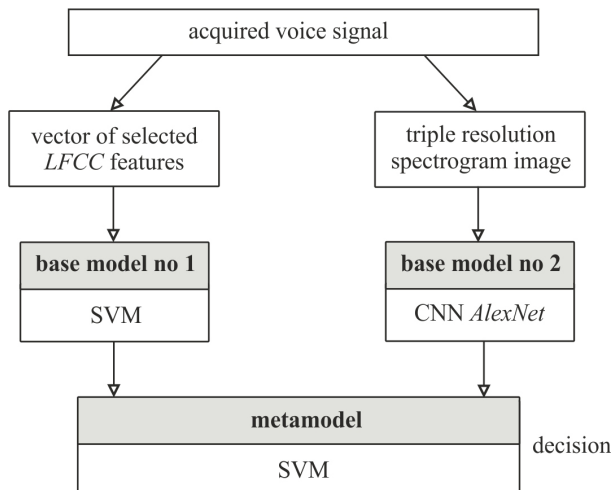 acquired voice signal
vector of selected
LFCC features
triple resolution
spectrogram image
base model no 1
SVM
base model no 2
CNN AlexNet
metamodel
SVM
decision